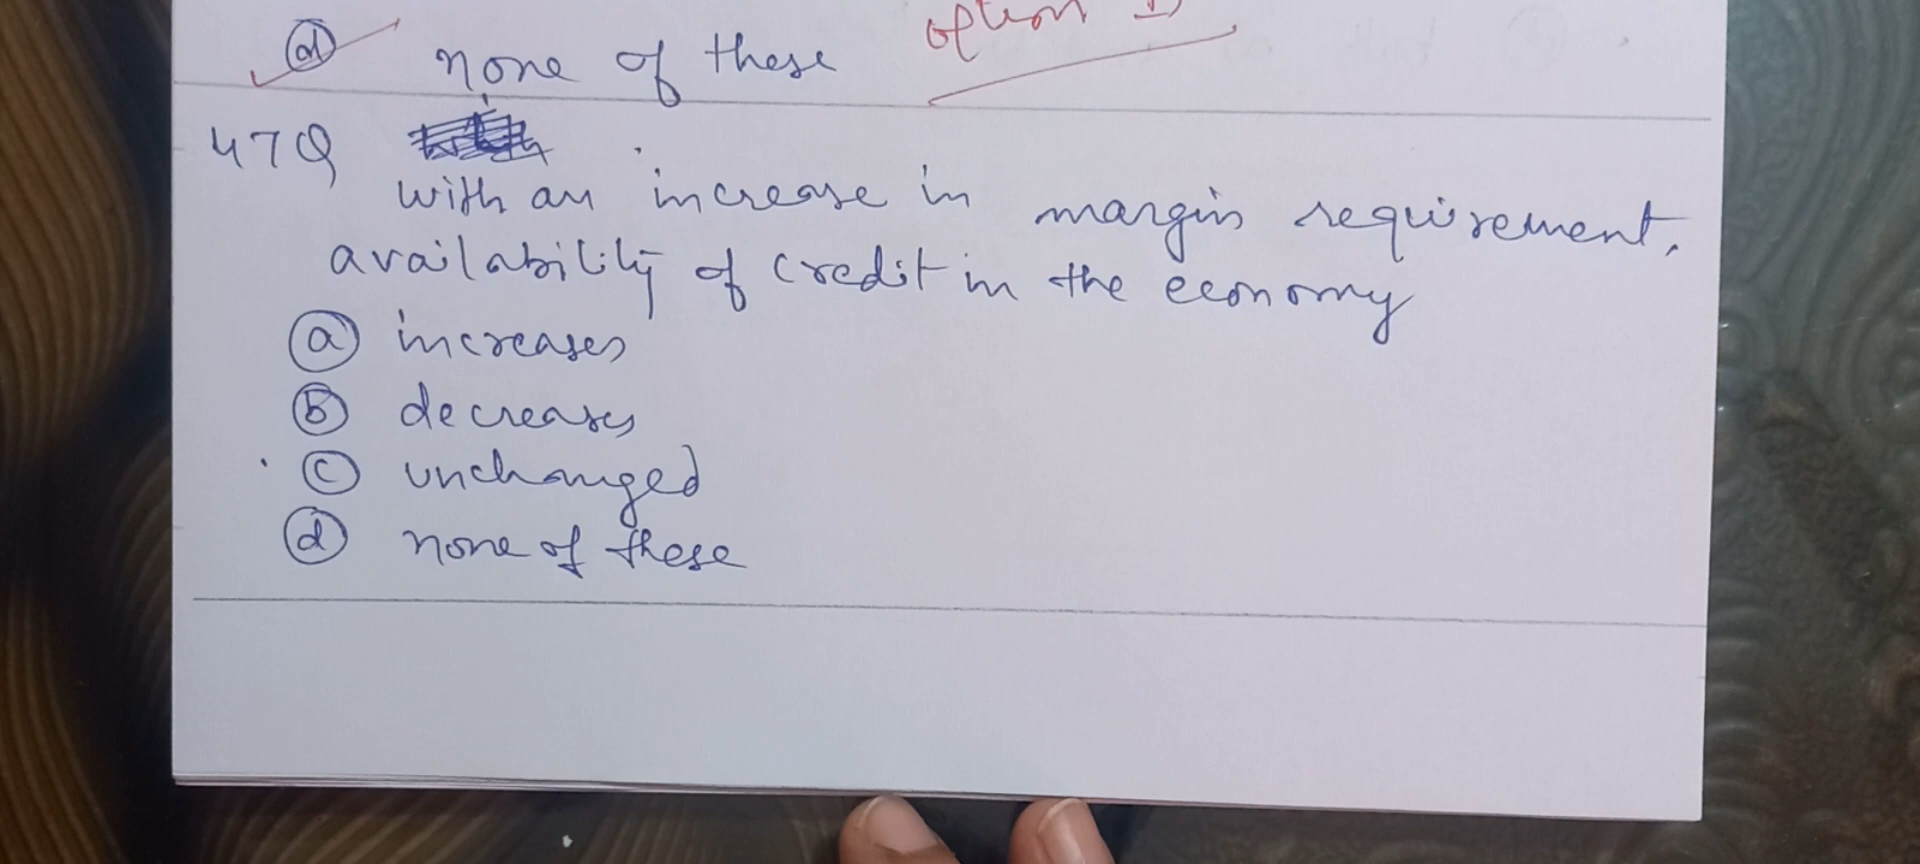 (d) none of these option D
47Q
with an increase in margin requirement,
availability of credit in the economy
(a) increases
(b) decreases
(c) unchanged
(d) none of these